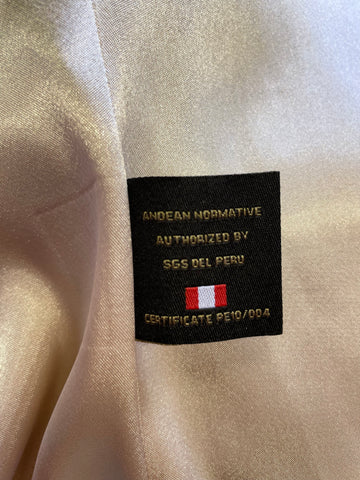 ANDEAN NORMATIVE
AUTHORIZED BY
SGS DEL PERU
CERTIFICATE PE10/004